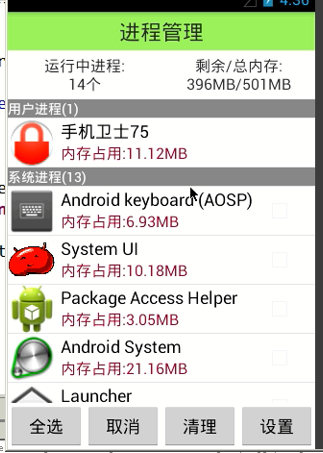 4:36
进程管理
运行中进程:
14个
剩余/总内存:
396MB/501MB
用户进程(1)
手机卫士75
内存占用:11.12MB
系统进程(13)
Android keyboard (AOSP)
内存占用:6.93MB
System UI
内存占用:10.18MB
Package Access Helper
内存占用:3.05MB
Android System
内存占用:21.16MB
Launcher
全选
取消
清理
设置